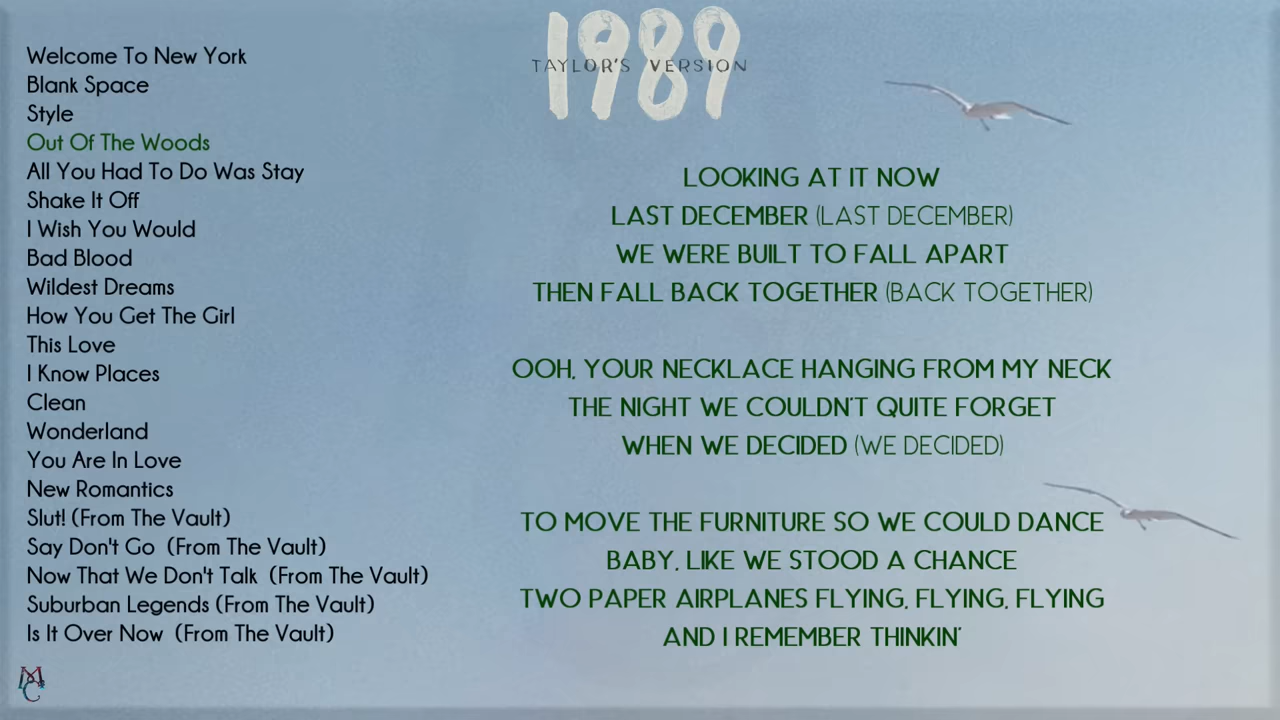 1989
TAYLOR'S VERSION
Welcome To New York
Blank Space
Style
Out Of The Woods
All You Had To Do Was Stay
Shake It Off
I Wish You Would
Bad Blood
Wildest Dreams
How You Get The Girl
This Love
I Know Places
Clean
Wonderland
You Are In Love
New Romantics
Slut! (From The Vault)
Say Don't Go (From The Vault)
Now That We Don't Talk (From The Vault)
Suburban Legends (From The Vault)
Is It Over Now (From The Vault)
MC
LOOKING AT IT NOW
LAST DECEMBER (LAST DECEMBER)
WE WERE BUILT TO FALL APART
THEN FALL BACK TOGETHER (BACK TOGETHER)
OOH, YOUR NECKLACE HANGING FROM MY NECK
THE NIGHT WE COULDN'T QUITE FORGET
WHEN WE DECIDED (WE DECIDED)
TO MOVE THE FURNITURE SO WE COULD DANCE
BABY, LIKE WE STOOD A CHANCE
TWO PAPER AIRPLANES FLYING, FLYING, FLYING
AND I REMEMBER THINKIN'